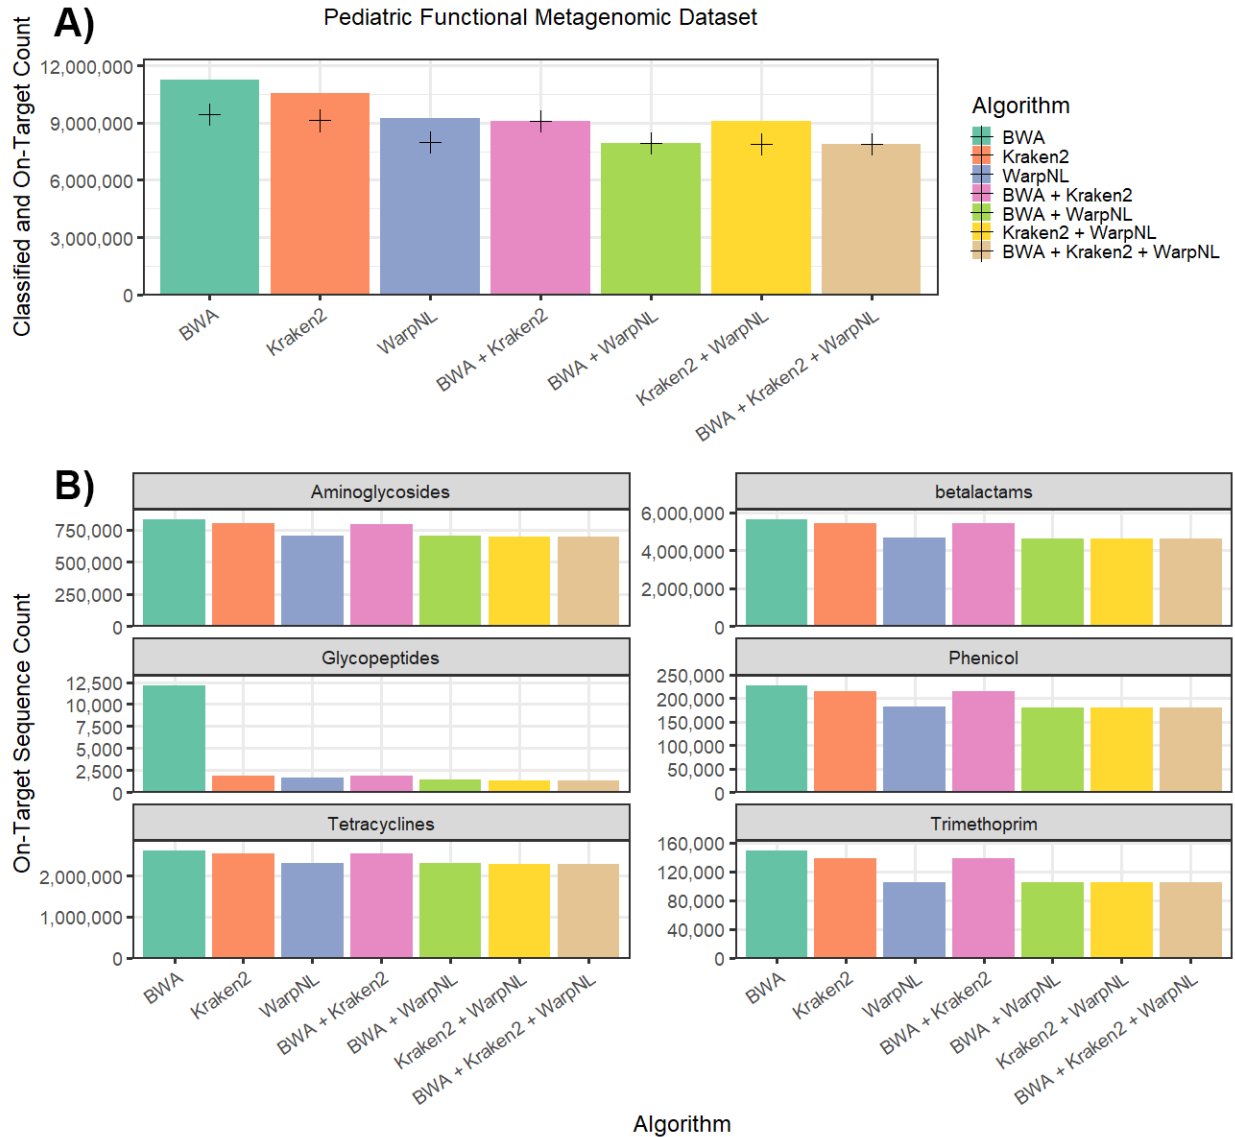 A)
Pediatric Functional Metagenomic Dataset
Classified and On-Target Count
12,000,000
9,000,000
6,000,000
3,000,000
0
BWA
Kraken2
WarpNL
BWA + Kraken2
BWA + WarpNL
Kraken2 + WarpNL
BWA + Kraken2 + WarpNL
Algorithm
BWA
Kraken2
WarpNL
BWA + Kraken2
BWA + WarpNL
Kraken2 + WarpNL
BWA + Kraken2 + WarpNL
B)
On-Target Sequence Count
Aminoglycosides
750,000
500,000
250,000
0
betalactams
6,000,000
4,000,000
2,000,000
0
Glycopeptides
12,500
10,000
7,500
5,000
2,500
0
Phenicol
250,000
200,000
150,000
100,000
50,000
0
Tetracyclines
2,000,000
1,000,000
0
Trimethoprim
160,000
120,000
80,000
40,000
0
BWA
Kraken2
WarpNL
BWA + Kraken2
BWA + WarpNL
Kraken2 + WarpNL
BWA + Kraken2 + WarpNL
BWA
Kraken2
WarpNL
BWA + Kraken2
BWA + WarpNL
Kraken2 + WarpNL
BWA + Kraken2 + WarpNL
Algorithm